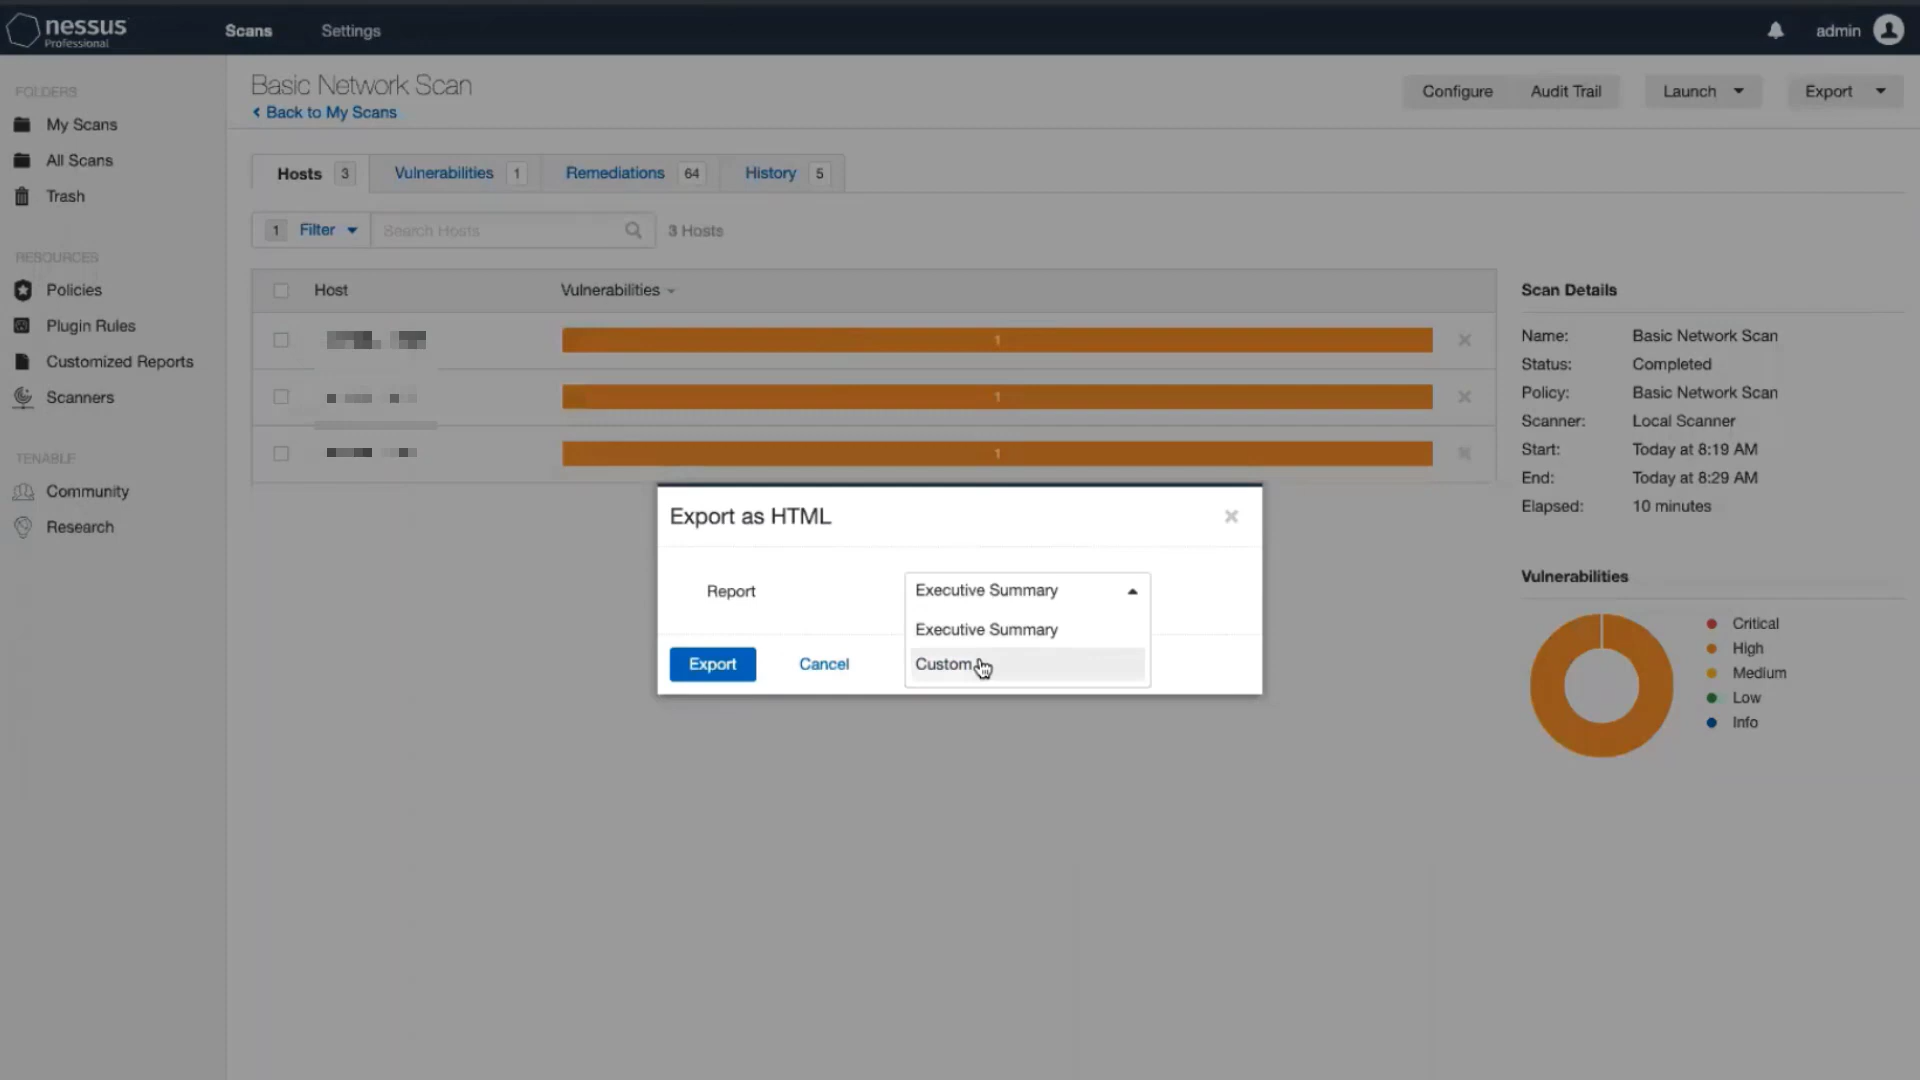 nessus
Professional
Scans
Settings
admin
FOLDERS
My Scans
All Scans
Trash
RESOURCES
Policies
Plugin Rules
Customized Reports
Scanners
TENABLE
Community
Research
Basic Network Scan
Back to My Scans
Configure
Audit Trail
Launch
Export
Hosts 3
Vulnerabilities 1
Remediations 64
History 5
1 Filter
Search Hosts
3 Hosts
Host
Vulnerabilities
1
1
1
Scan Details
Name: Basic Network Scan
Status: Completed
Policy: Basic Network Scan
Scanner: Local Scanner
Start: Today at 8:19 AM
End: Today at 8:29 AM
Elapsed: 10 minutes
Vulnerabilities
Critical
High
Medium
Low
Info
Export as HTML
Report
Executive Summary
Executive Summary
Custom
Export
Cancel